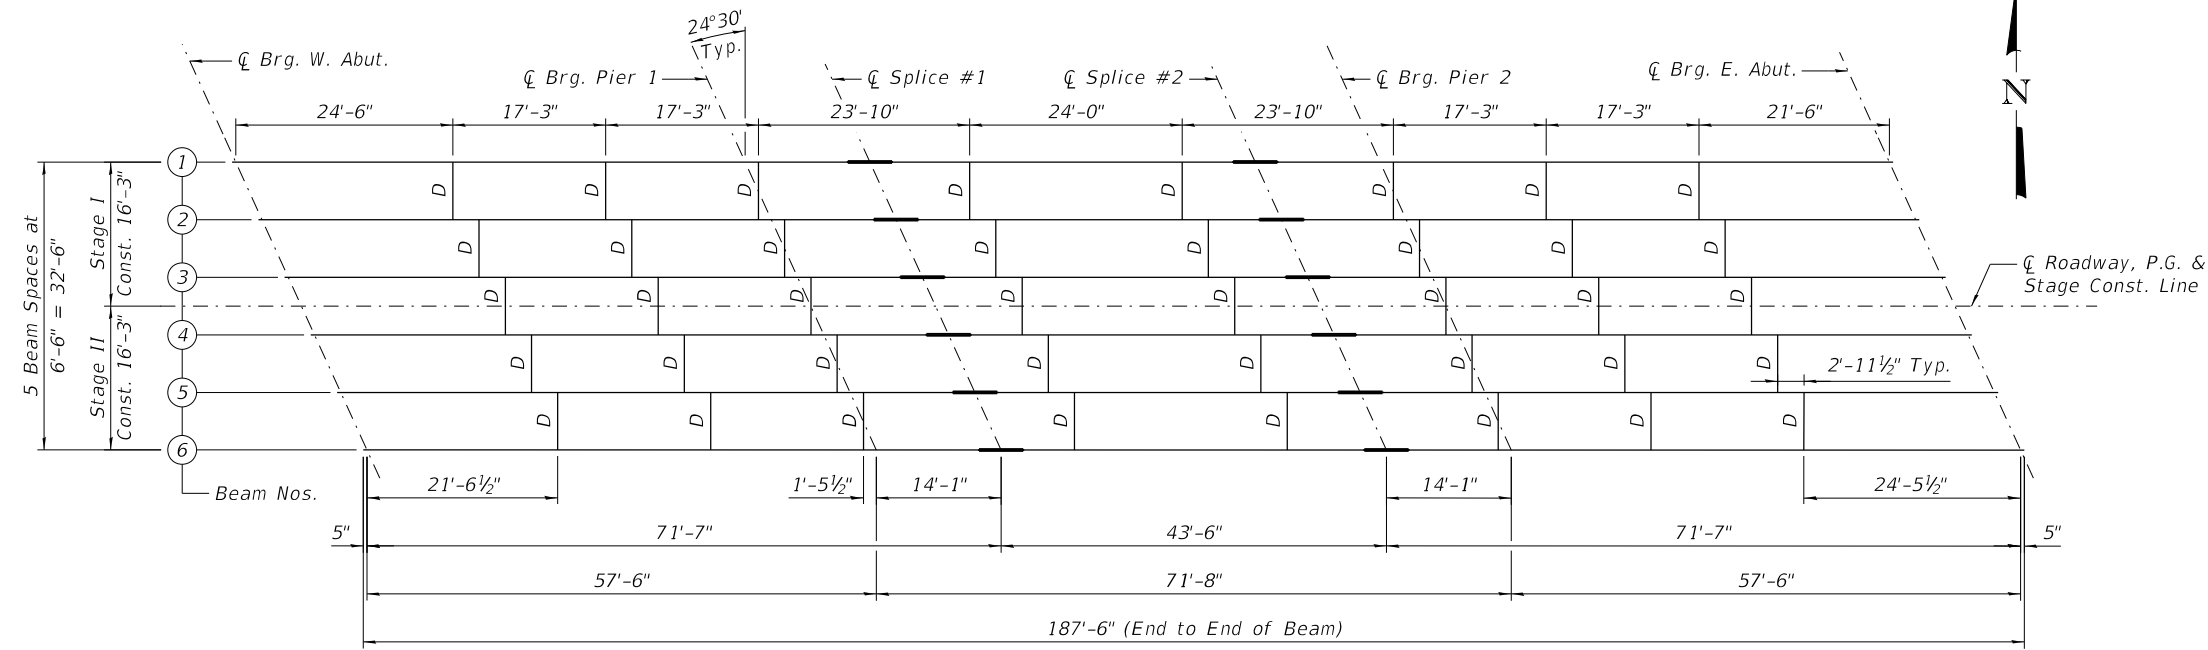 24°30'
Typ.
℄ Brg. W. Abut.
℄ Brg. Pier 1
℄ Splice #1
℄ Splice #2
℄ Brg. Pier 2
℄ Brg. E. Abut.
N
24'-6"
17'-3"
17'-3"
23'-10"
24'-0"
23'-10"
17'-3"
17'-3"
21'-6"
1
D D D D D D D D
2
D D D D D D D D
3
D D D D D D D D
4
D D D D D D D D
5
D D D D D D D D
6
5 Beam Spaces at
6'-6" = 32'-6"
Stage I
Const. 16'-3"
Stage II
Const. 16'-3"
℄ Roadway, P.G. &
Stage Const. Line
2'-11½" Typ.
Beam Nos.
21'-6½"
1'-5½"
14'-1"
14'-1"
24'-5½"
5"
71'-7"
43'-6"
71'-7"
5"
57'-6"
71'-8"
57'-6"
187'-6" (End to End of Beam)